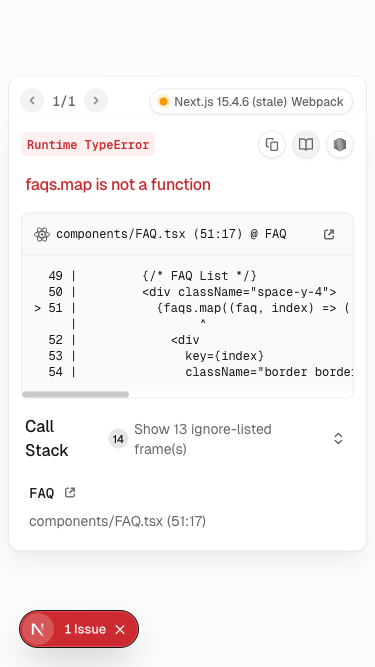 1/1
Next.js 15.4.6 (stale) Webpack
Runtime TypeError
faqs.map is not a function
components/FAQ.tsx (51:17) @ FAQ
49 | {/* FAQ List */}
50 | <div className="space-y-4">
> 51 | {faqs.map((faq, index) => (
| ^
52 | <div
53 | key={index}
54 | className="border borde
Call
Stack
14
Show 13 ignore-listed
frame(s)
FAQ
components/FAQ.tsx (51:17)
N
1 Issue